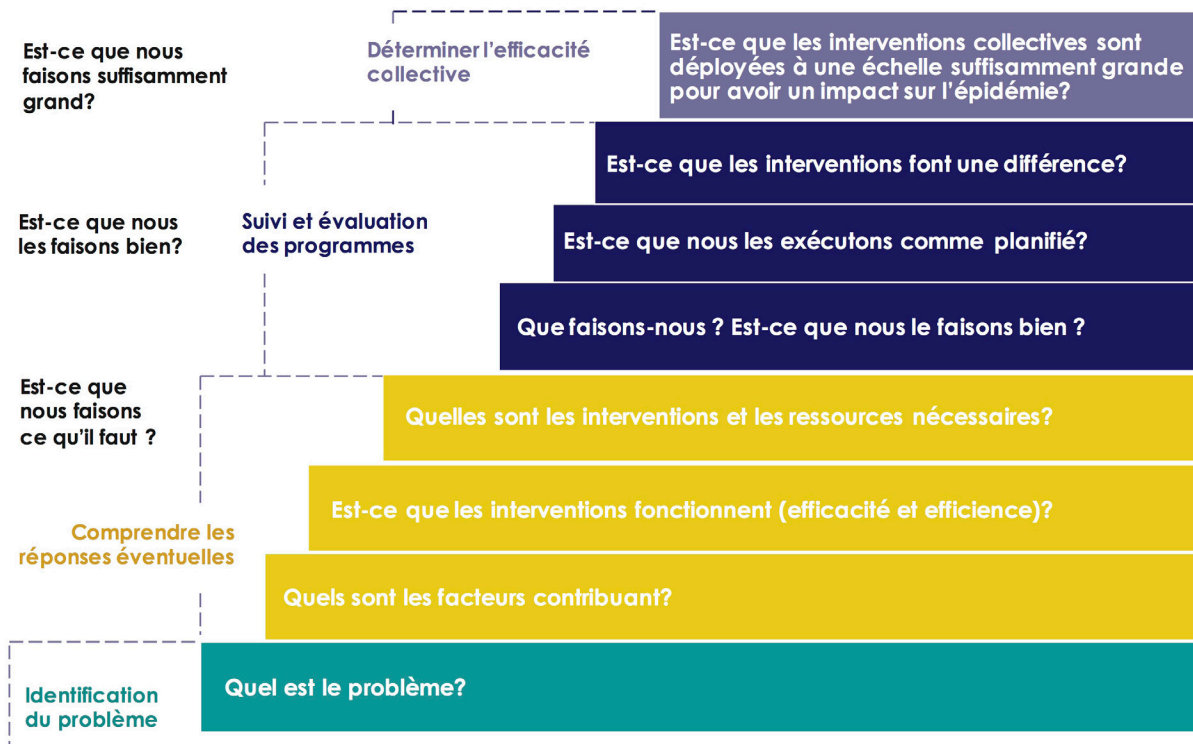 Est-ce que nous
faisons suffisamment
grand?
Déterminer l'efficacité
collective
Est-ce que les interventions collectives sont
déployées à une échelle suffisamment grande
pour avoir un impact sur l'épidémie?
Est-ce que les interventions font une différence?
Est-ce que nous
les faisons bien?
Suivi et évaluation
des programmes
Est-ce que nous les exécutons comme planifié?
Que faisons-nous ? Est-ce que nous le faisons bien ?
Est-ce que
nous faisons
ce qu'il faut ?
Quelles sont les interventions et les ressources nécessaires?
Est-ce que les interventions fonctionnent (efficacité et efficience)?
Comprendre les
réponses éventuelles
Quels sont les facteurs contribuant?
Quel est le problème?
Identification
du problème